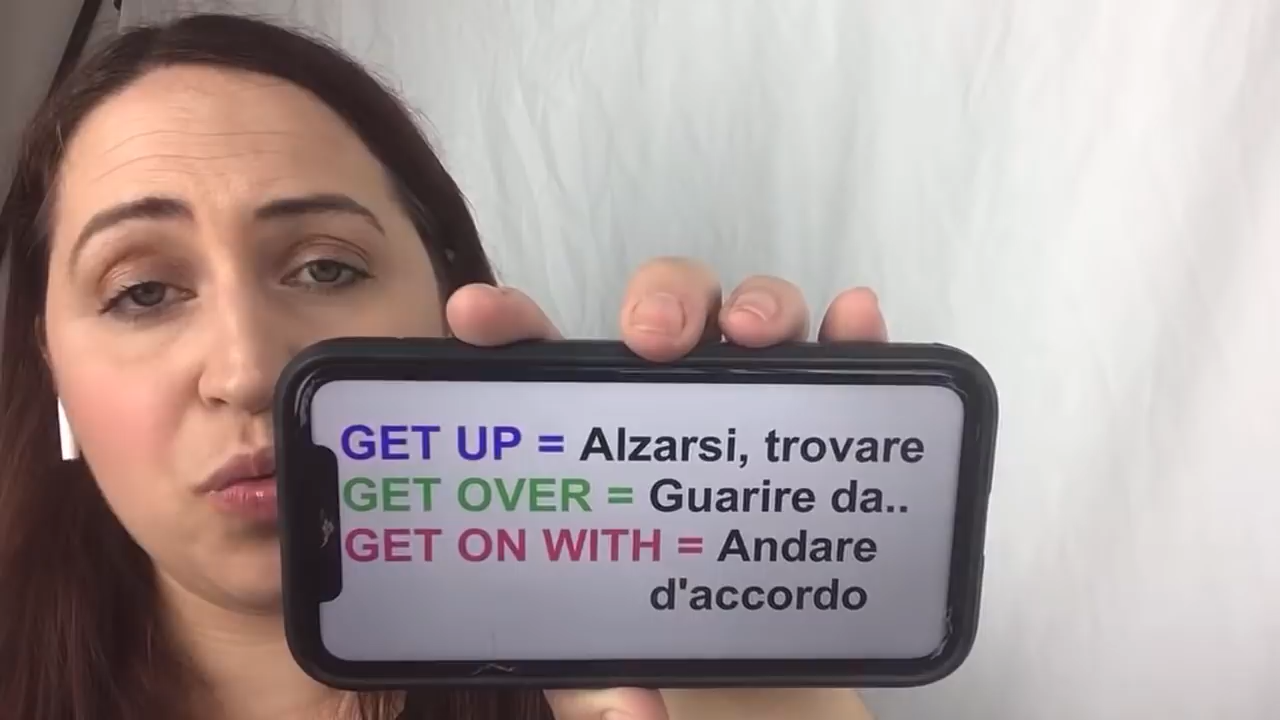 GET UP = Alzarsi, trovare
GET OVER = Guarire da..
GET ON WITH = Andare
d'accordo